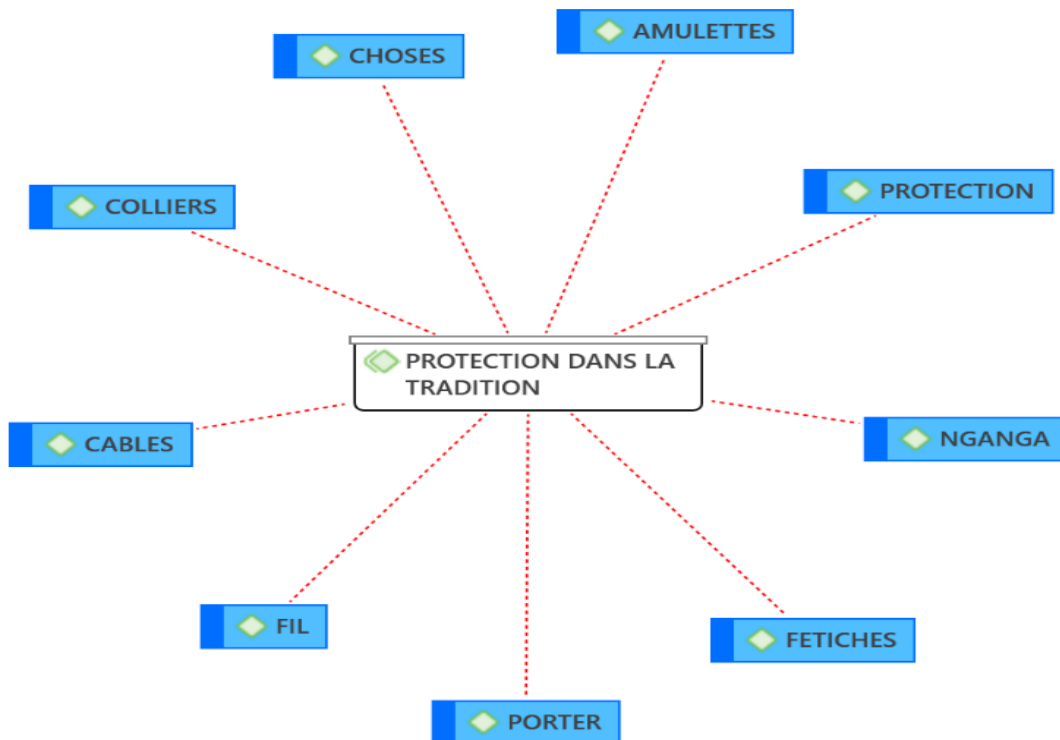 AMULETTES
CHOSES
PROTECTION
COLLIERS
PROTECTION DANS LA
TRADITION
NGANGA
CABLES
FIL
FETICHES
PORTER